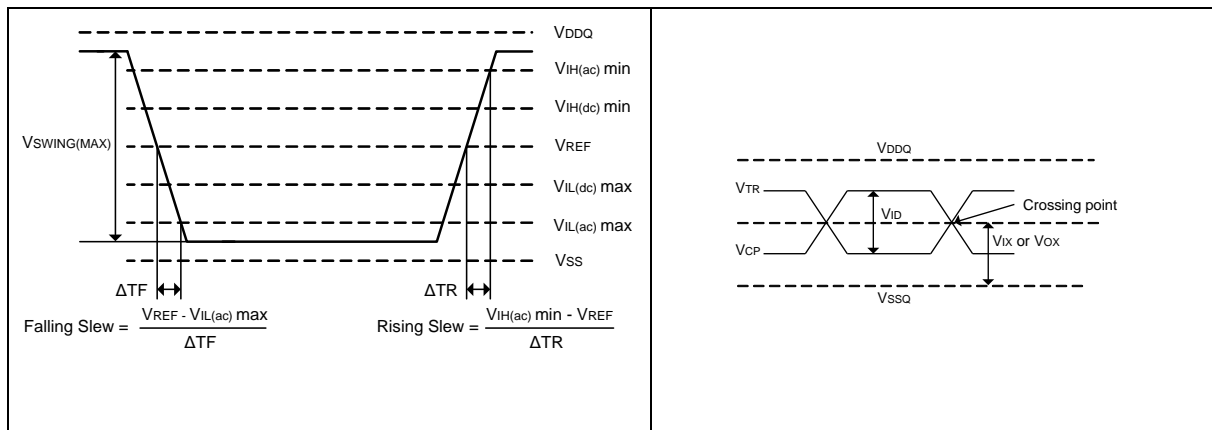 VDDQ
VIH(ac) min
VIH(dc) min
VSWING(MAX)
VREF
VIL(dc) max
VIL(ac) max
VSS
ΔTF
ΔTR
Falling Slew = VREF - VIL(ac) max
ΔTF
Rising Slew = VIH(ac) min - VREF
ΔTR
VDDQ
VTR
VID
Crossing point
VIX or VOX
VCP
VSSQ